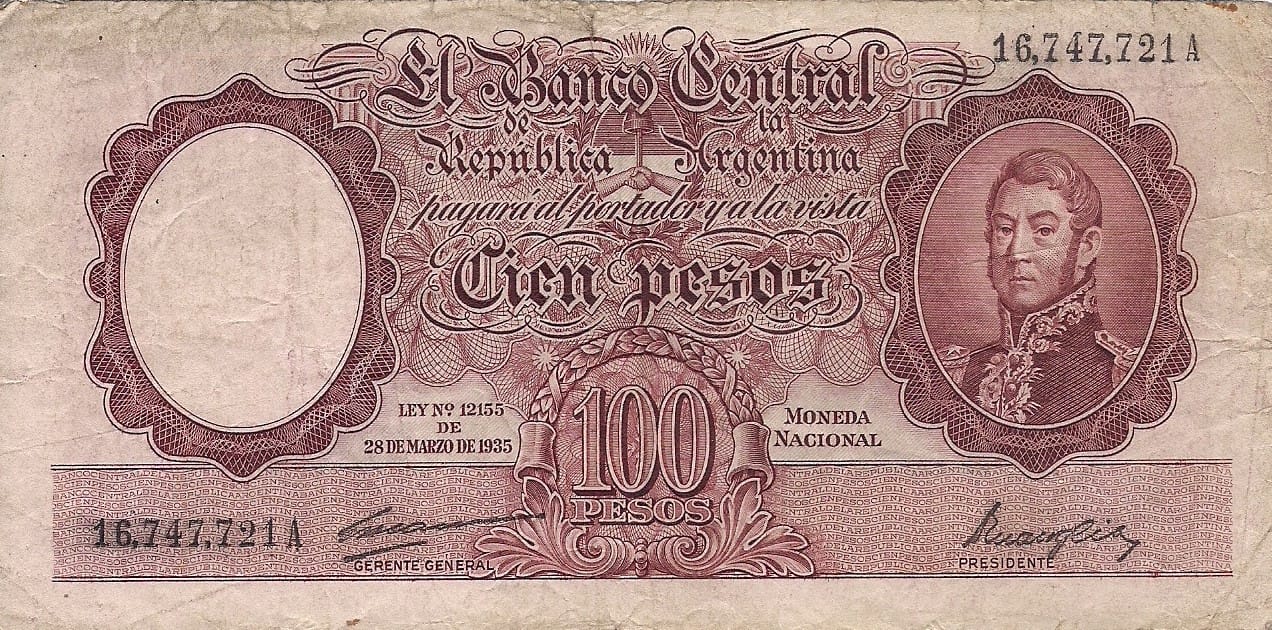 16,747,721 A
El Banco Central
de la
República Argentina
pagará al portador y a la vista
Cien pesos
LEY Nº 12155
DE
28 DE MARZO DE 1935
MONEDA
NACIONAL
100
PESOS
16,747,721 A
GERENTE GENERAL
PRESIDENTE